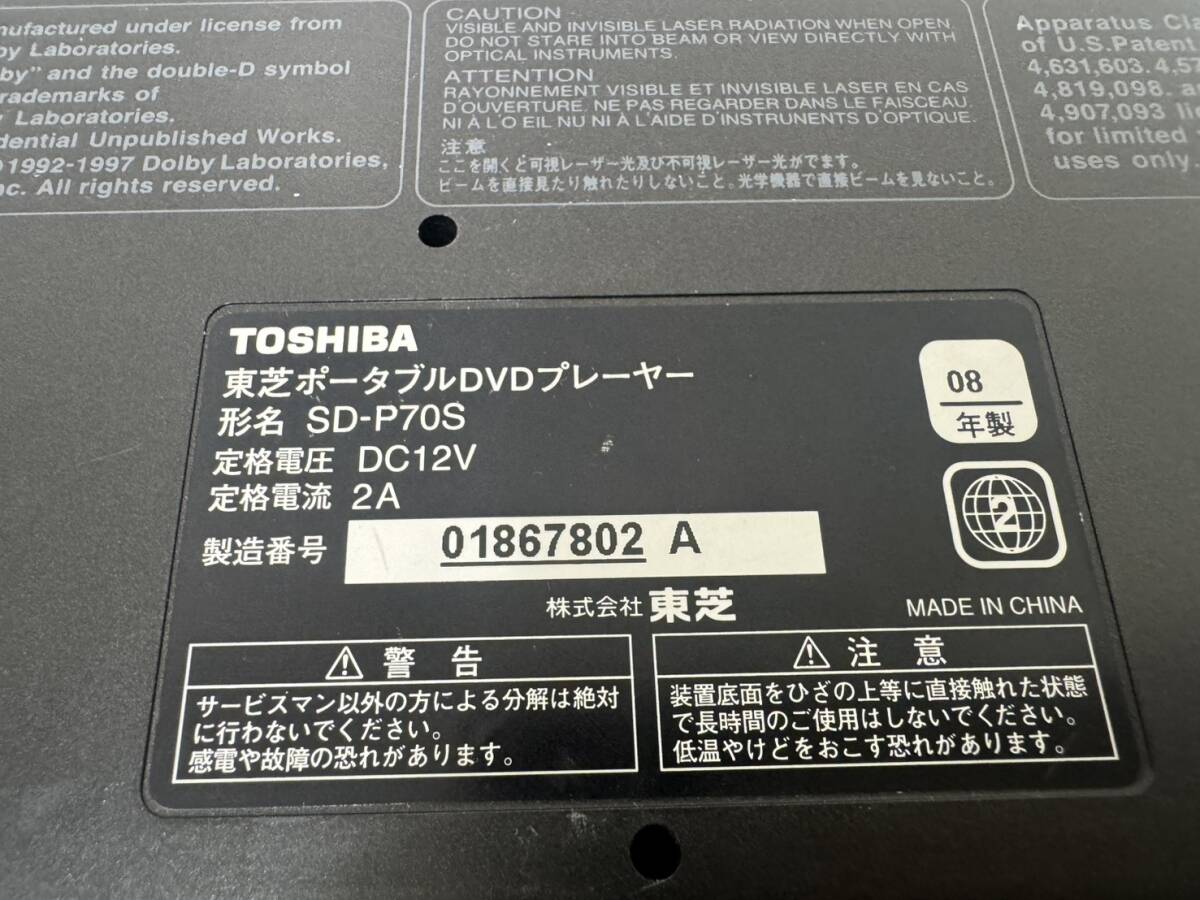 nufactured under license from
by Laboratories.
by" and the double-D symbol
rademarks of
y Laboratories.
dential Unpublished Works.
©1992-1997 Dolby Laboratories,
nc. All rights reserved.
CAUTION
VISIBLE AND INVISIBLE LASER RADIATION WHEN OPEN.
DO NOT STARE INTO BEAM OR VIEW DIRECTLY WITH
OPTICAL INSTRUMENTS.
ATTENTION
RAYONNEMENT VISIBLE ET INVISIBLE LASER EN CAS
D'OUVERTURE. NE PAS REGARDER DANS LE FAISCEAU.
NI À L'O EIL NU NI À L'AIDE D'INSTRUMENTS D'OPTIQUE.
注意
ここを開くと可視レーザー光及び不可視レーザー光がでます。
ビームを直接見たり触れたりしないこと。光学機器で直接ビームを見ないこと。
Apparatus Cla
of U.S.Patent
4,631,603. 4,57
4,819,098. a
4,907,093 li
for limited
uses only
TOSHIBA
東芝ポータブルDVDプレーヤー
形名 SD-P70S
定格電圧 DC12V
定格電流 2A
製造番号 01867802 A
08
年製
2
株式会社 東芝
MADE IN CHINA
警告
サービスマン以外の方による分解は絶対
に行わないでください。
感電や故障の恐れがあります。
注意
装置底面をひざの上等に直接触れた状態
で長時間のご使用はしないでください。
低温やけどをおこす恐れがあります。